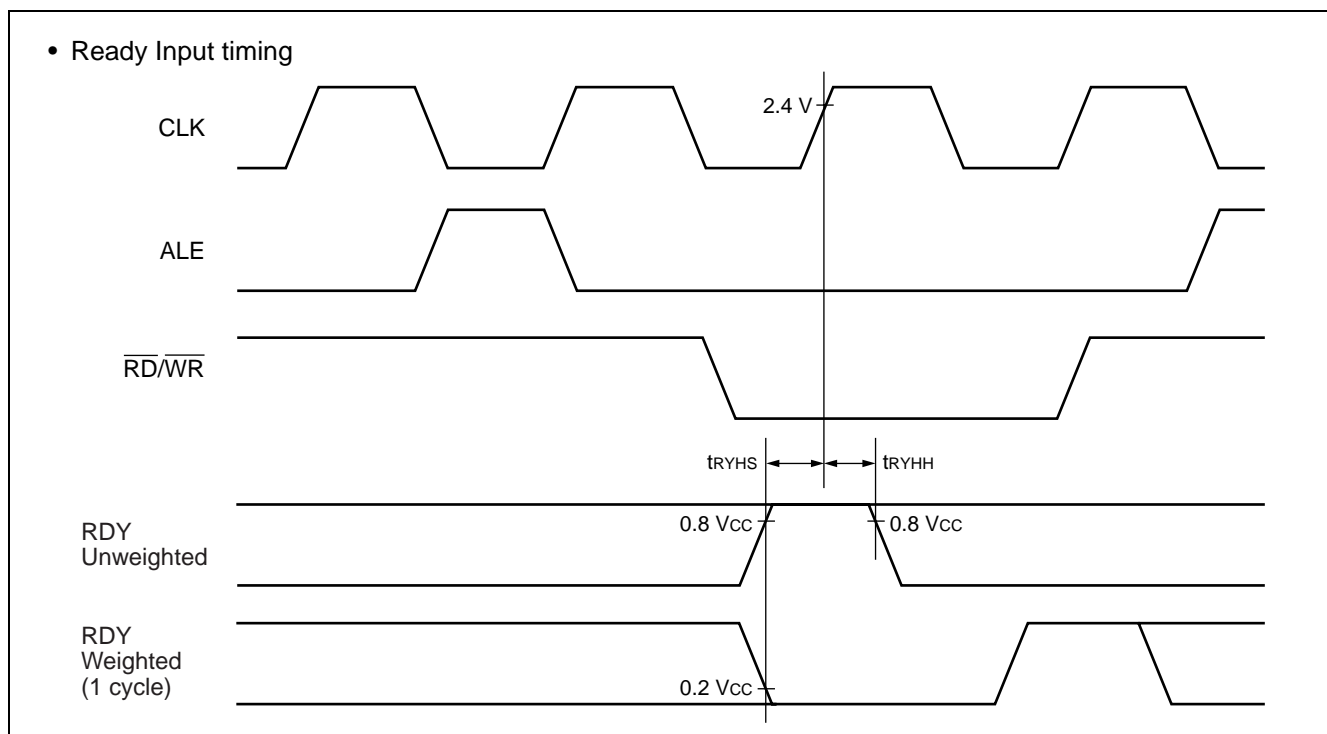 • Ready Input timing
CLK
2.4 V
ALE
RD/WR
tRYHS
tRYHH
RDY
Unweighted
0.8 VCC
0.8 VCC
RDY
Weighted
(1 cycle)
0.2 VCC